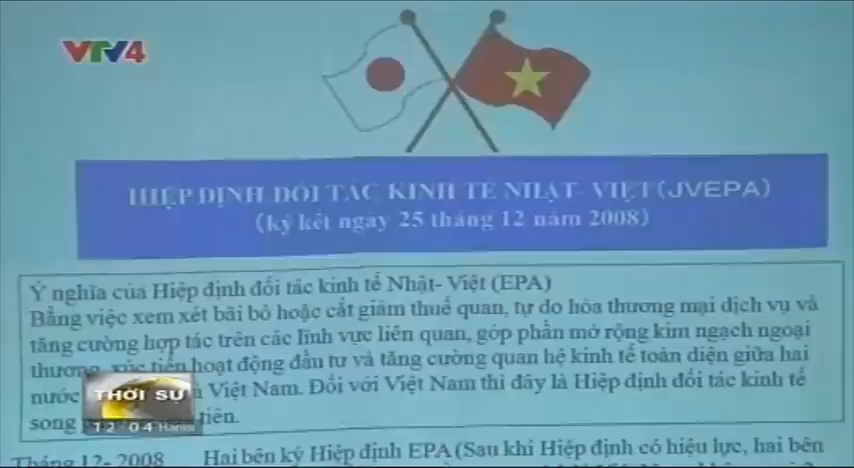 VTV4
HIỆP ĐỊNH ĐỐI TÁC KINH TẾ NHẬT- VIỆT (JVEPA)
(ký kết ngày 25 tháng 12 năm 2008)
Ý nghĩa của Hiệp định đối tác kinh tế Nhật- Việt (EPA)
Bằng việc xem xét bãi bỏ hoặc cắt giảm thuế quan, tự do hóa thương mại dịch vụ và
tăng cường hợp tác trên các lĩnh vực liên quan, góp phần mở rộng kim ngạch ngoại
thương, xúc tiến hoạt động đầu tư và tăng cường quan hệ kinh tế toàn diện giữa hai
nước Việt Nam. Đối với Việt Nam thì đây là Hiệp định đối tác kinh tế
song tiên.
THỜI SỰ
12 04 Hanoi
Tháng 12- 2008 Hai bên ký Hiệp định EPA (Sau khi Hiệp định có hiệu lực, hai bên